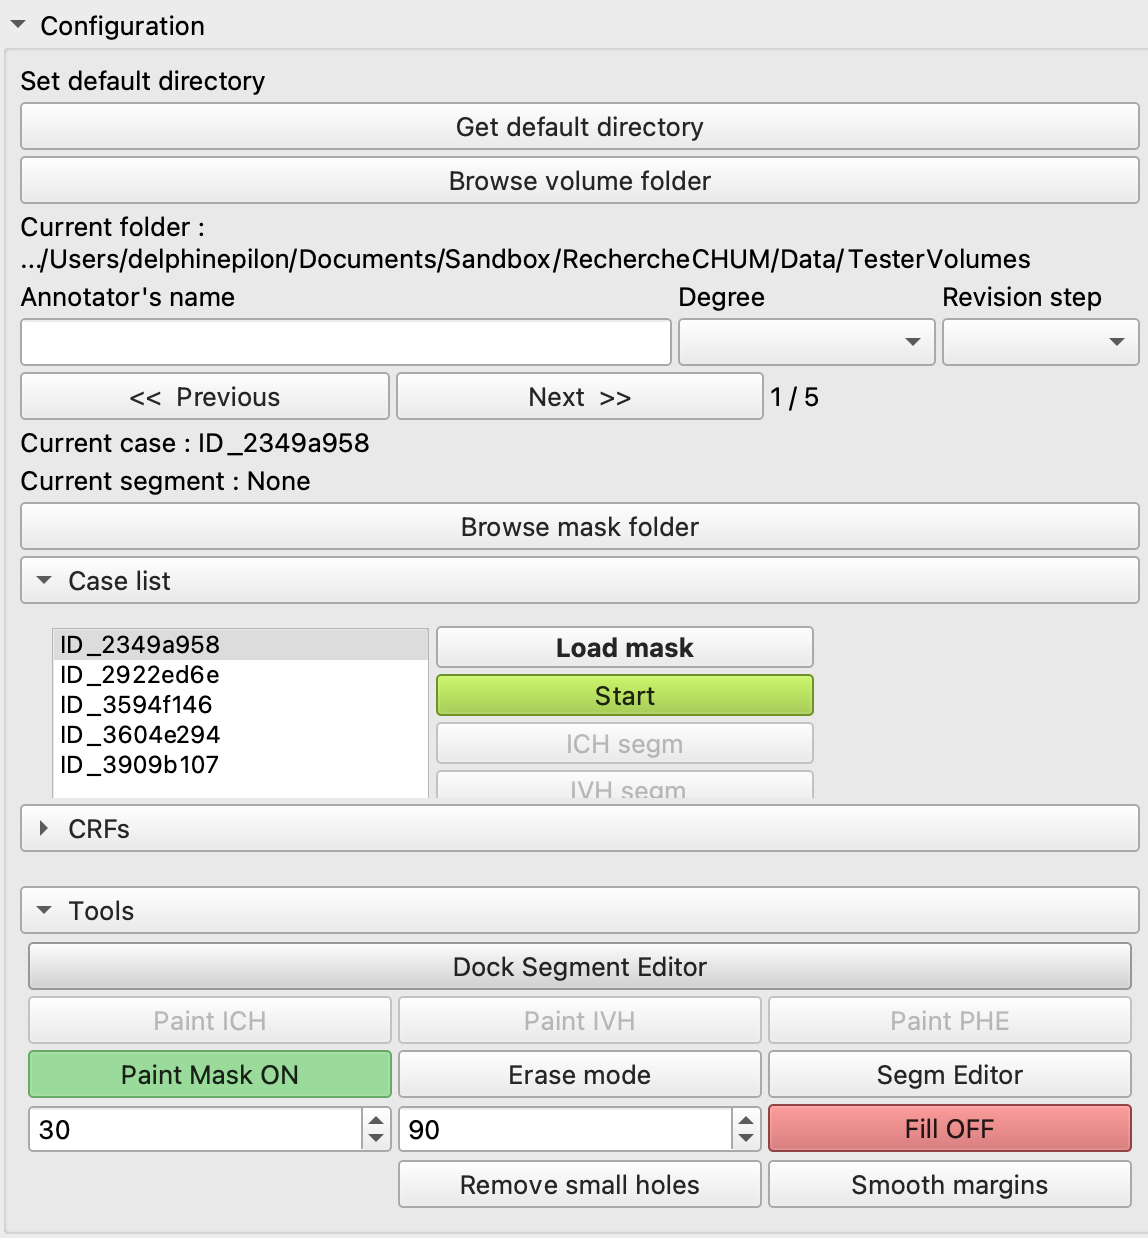 Configuration
Set default directory
Get default directory
Browse volume folder
Current folder :
.../Users/delphinepilon/Documents/Sandbox/RechercheCHUM/Data/TesterVolumes
Annotator's name Degree Revision step
<< Previous Next >> 1 / 5
Current case : ID_2349a958
Current segment : None
Browse mask folder
Case list
ID_2349a958
ID_2922ed6e
ID_3594f146
ID_3604e294
ID_3909b107
Load mask
Start
ICH segm
IVH segm
CRFs
Tools
Dock Segment Editor
Paint ICH Paint IVH Paint PHE
Paint Mask ON Erase mode Segm Editor
30 90 Fill OFF
Remove small holes Smooth margins